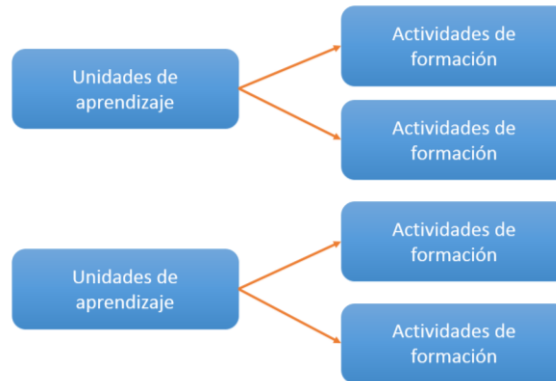 Unidades de
aprendizaje
Actividades de
formación
Actividades de
formación
Unidades de
aprendizaje
Actividades de
formación
Actividades de
formación